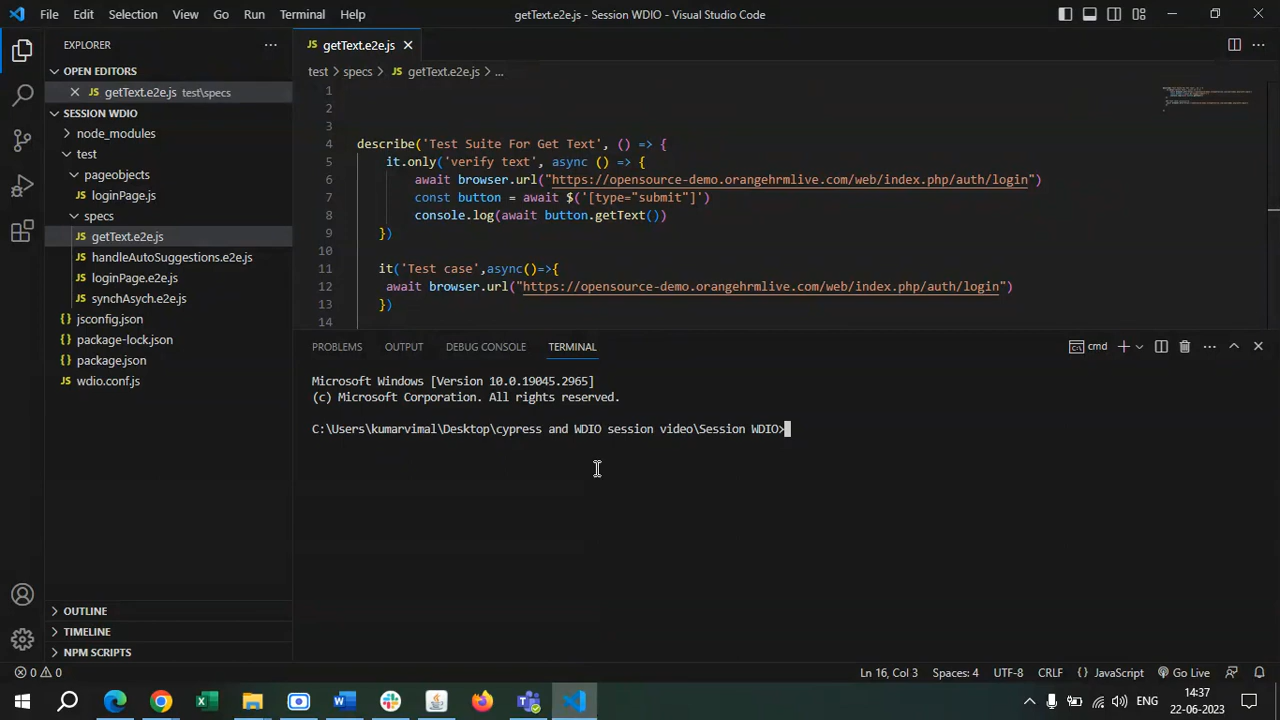 File Edit Selection View Go Run Terminal Help
getText.e2e.js - Session WDIO - Visual Studio Code
EXPLORER
OPEN EDITORS
getText.e2e.js test\specs
SESSION WDIO
node_modules
test
pageobjects
JS loginPage.js
specs
JS getText.e2e.js
JS handleAutoSuggestions.e2e.js
JS loginPage.e2e.js
JS synchAsych.e2e.js
{} jsconfig.json
{} package-lock.json
{} package.json
JS wdio.conf.js
OUTLINE
TIMELINE
NPM SCRIPTS
JS getText.e2e.js
test > specs > JS getText.e2e.js > ...
1
2
3
4 describe('Test Suite For Get Text', () => {
5 it.only('verify text', async () => {
6 await browser.url("https://opensource-demo.orangehrmlive.com/web/index.php/auth/login")
7 const button = await $('[type="submit"]')
8 console.log(await button.getText())
9 })
10
11 it('Test case',async()=>{
12 await browser.url("https://opensource-demo.orangehrmlive.com/web/index.php/auth/login")
13 })
14
PROBLEMS OUTPUT DEBUG CONSOLE TERMINAL
cmd
Microsoft Windows [Version 10.0.19045.2965]
(c) Microsoft Corporation. All rights reserved.
C:\Users\kumarvimal\Desktop\cypress and WDIO session video\Session WDIO>
0 0
Ln 16, Col 3 Spaces: 4 UTF-8 CRLF {} JavaScript Go Live
ENG
14:37
22-06-2023